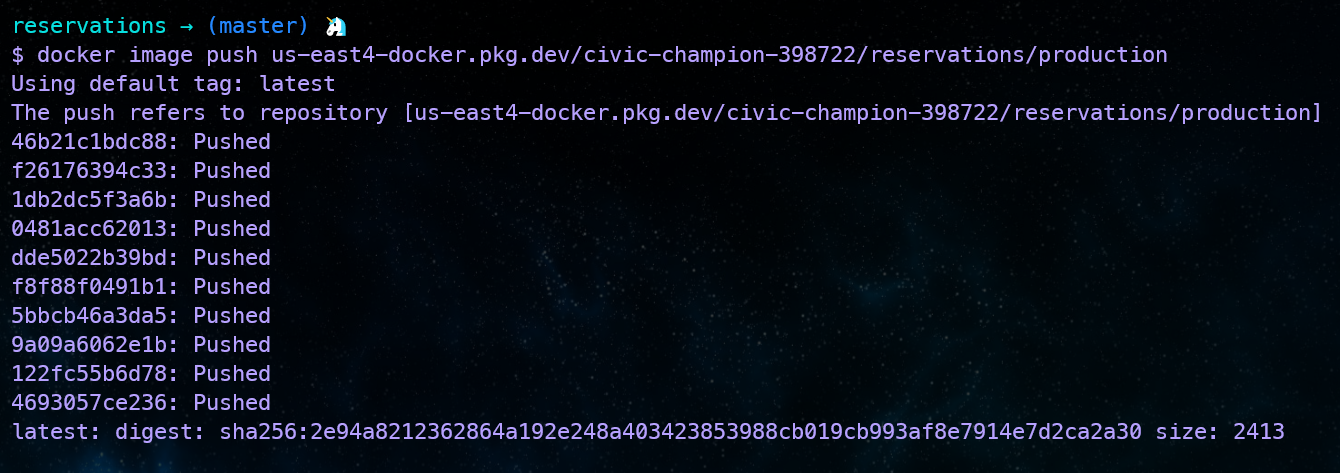 reservations → (master) 🦄
$ docker image push us-east4-docker.pkg.dev/civic-champion-398722/reservations/production
Using default tag: latest
The push refers to repository [us-east4-docker.pkg.dev/civic-champion-398722/reservations/production]
46b21c1bdc88: Pushed
f26176394c33: Pushed
1db2dc5f3a6b: Pushed
0481acc62013: Pushed
dde5022b39bd: Pushed
f8f88f0491b1: Pushed
5bbcb46a3da5: Pushed
9a09a6062e1b: Pushed
122fc55b6d78: Pushed
4693057ce236: Pushed
latest: digest: sha256:2e94a8212362864a192e248a403423853988cb019cb993af8e7914e7d2ca2a30 size: 2413